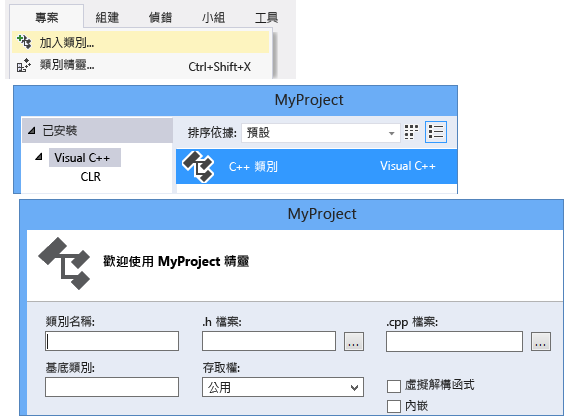 專案 組建 偵錯 小組 工具
加入類別...
類別精靈... Ctrl+Shift+X
MyProject
已安裝 排序依據: 預設
Visual C++ C++ 類別 Visual C++
CLR
MyProject
歡迎使用 MyProject 精靈
類別名稱: .h 檔案: .cpp 檔案:
... ...
基底類別: 存取權:
公用 虛擬解構函式
內嵌